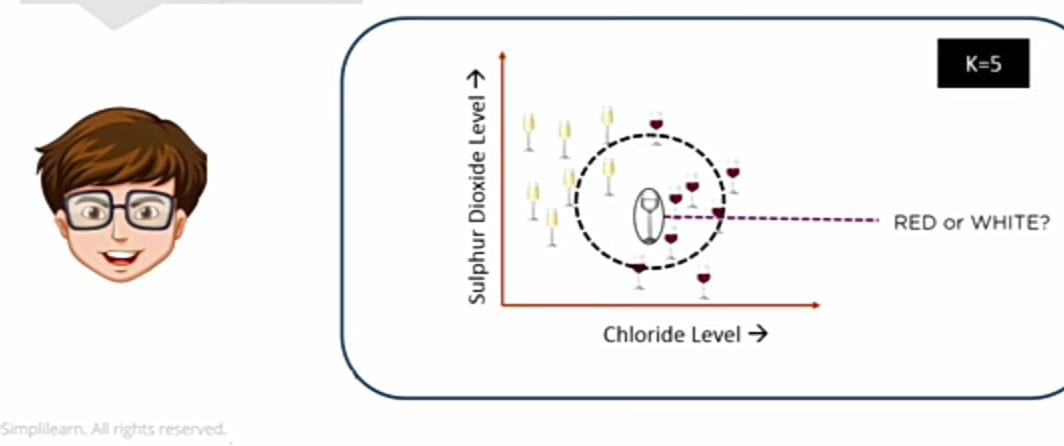 K=5
Sulphur Dioxide Level →
RED or WHITE?
Chloride Level →
Simplilearn. All rights reserved.